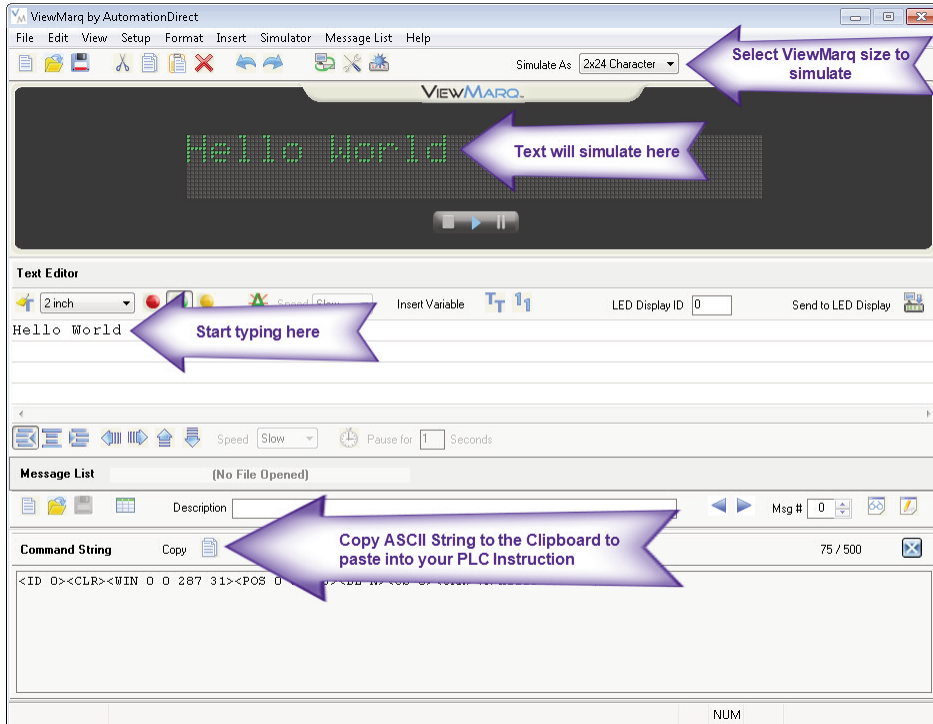 ViewMarq by AutomationDirect
File Edit View Setup Format Insert Simulator Message List Help
Simulate As 2x24 Character
Select ViewMarq size to
simulate
VIEWMARQ
Hello World
Text will simulate here
Text Editor
2 inch Speed Slow Insert Variable TT 11 LED Display ID 0 Send to LED Display
Hello World
Start typing here
Speed Slow Pause for 1 Seconds
Message List (No File Opened)
Description Msg # 0
Command String Copy 75 / 500
Copy ASCII String to the Clipboard to
paste into your PLC Instruction
<ID 0><CLR><WIN 0 0 287 31><POS 0
NUM